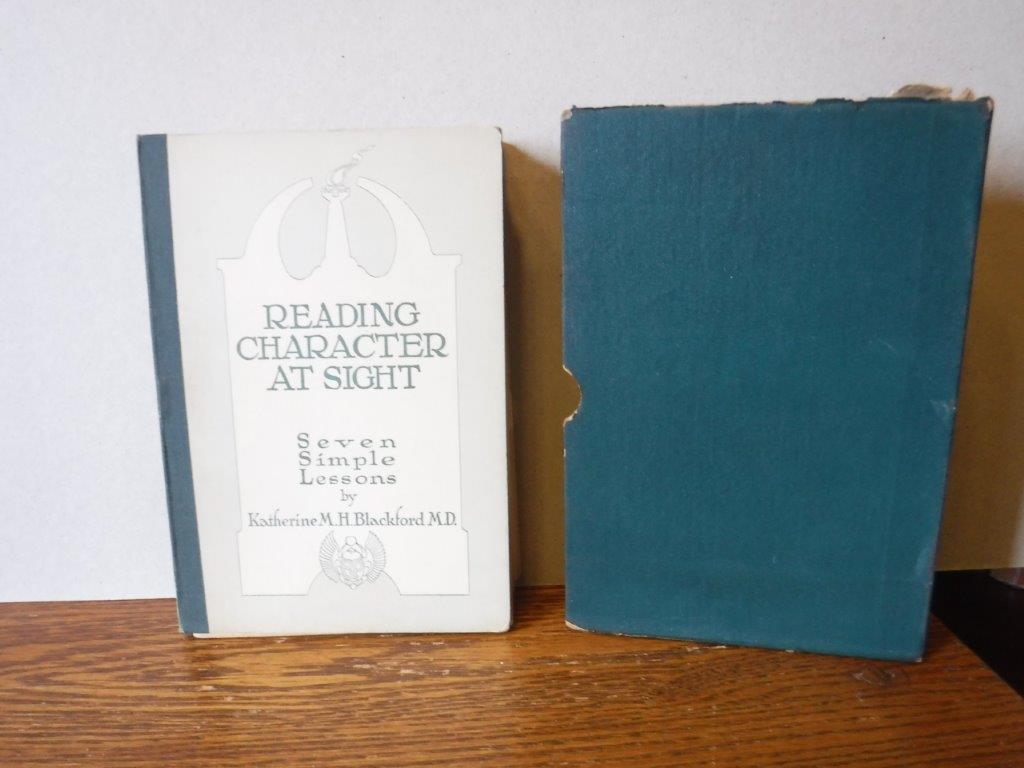 READING
CHARACTER
AT SIGHT
Seven
Simple
Lessons
by
Katherine M. H. Blackford M.D.